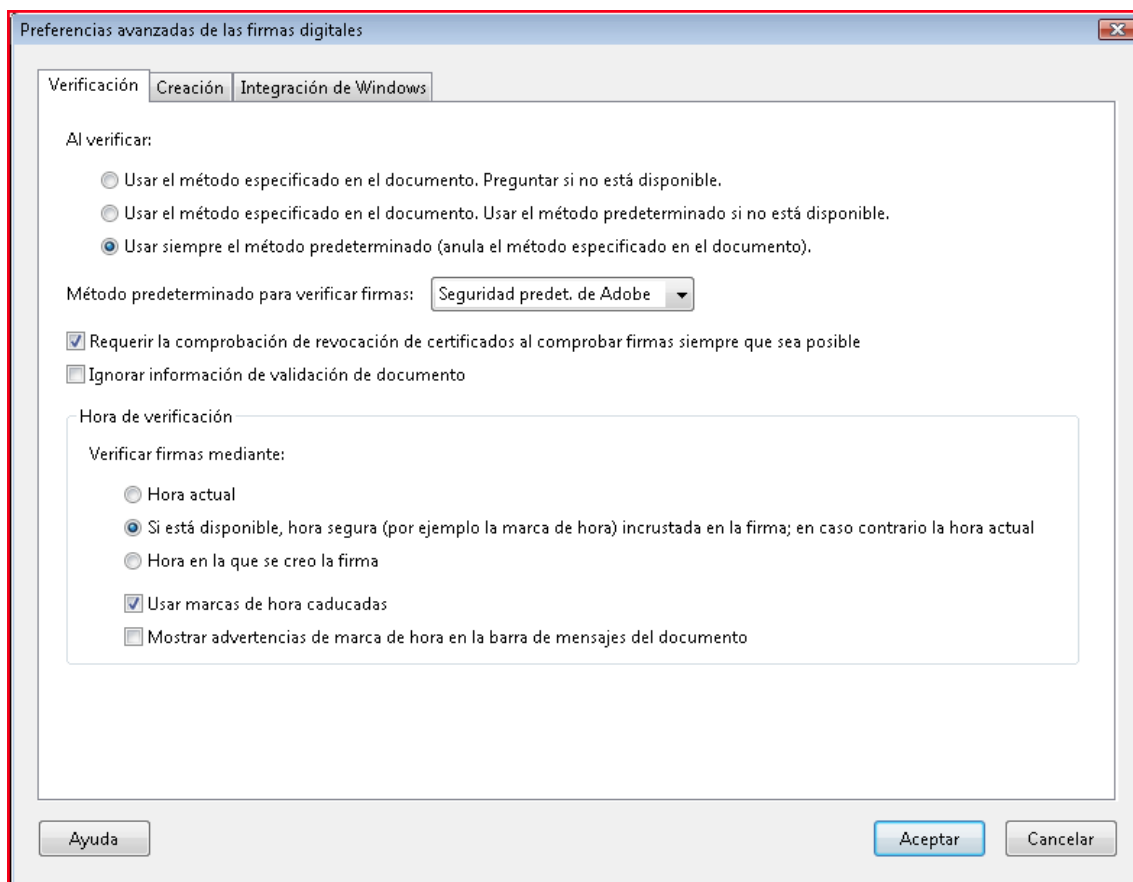 Preferencias avanzadas de las firmas digitales
Verificación
Creación
Integración de Windows
Al verificar:
Usar el método especificado en el documento. Preguntar si no está disponible.
Usar el método especificado en el documento. Usar el método predeterminado si no está disponible.
Usar siempre el método predeterminado (anula el método especificado en el documento).
Método predeterminado para verificar firmas: Seguridad predet. de Adobe
Requerir la comprobación de revocación de certificados al comprobar firmas siempre que sea posible
Ignorar información de validación de documento
Hora de verificación
Verificar firmas mediante:
Hora actual
Si está disponible, hora segura (por ejemplo la marca de hora) incrustada en la firma; en caso contrario la hora actual
Hora en la que se creo la firma
Usar marcas de hora caducadas
Mostrar advertencias de marca de hora en la barra de mensajes del documento
Ayuda
Aceptar
Cancelar